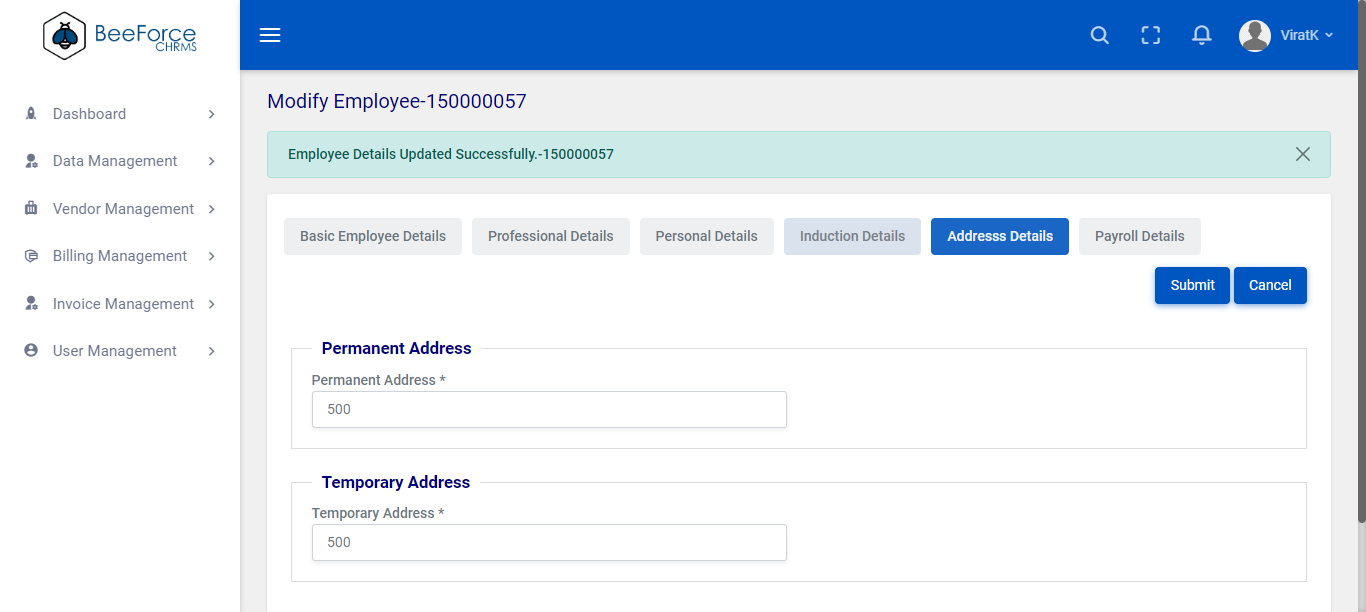 BeeForce
CHRMS
ViratK
Dashboard
Data Management
Vendor Management
Billing Management
Invoice Management
User Management
Modify Employee-150000057
Employee Details Updated Successfully.-150000057
Basic Employee Details
Professional Details
Personal Details
Induction Details
Addresss Details
Payroll Details
Submit
Cancel
Permanent Address
Permanent Address *
500
Temporary Address
Temporary Address *
500